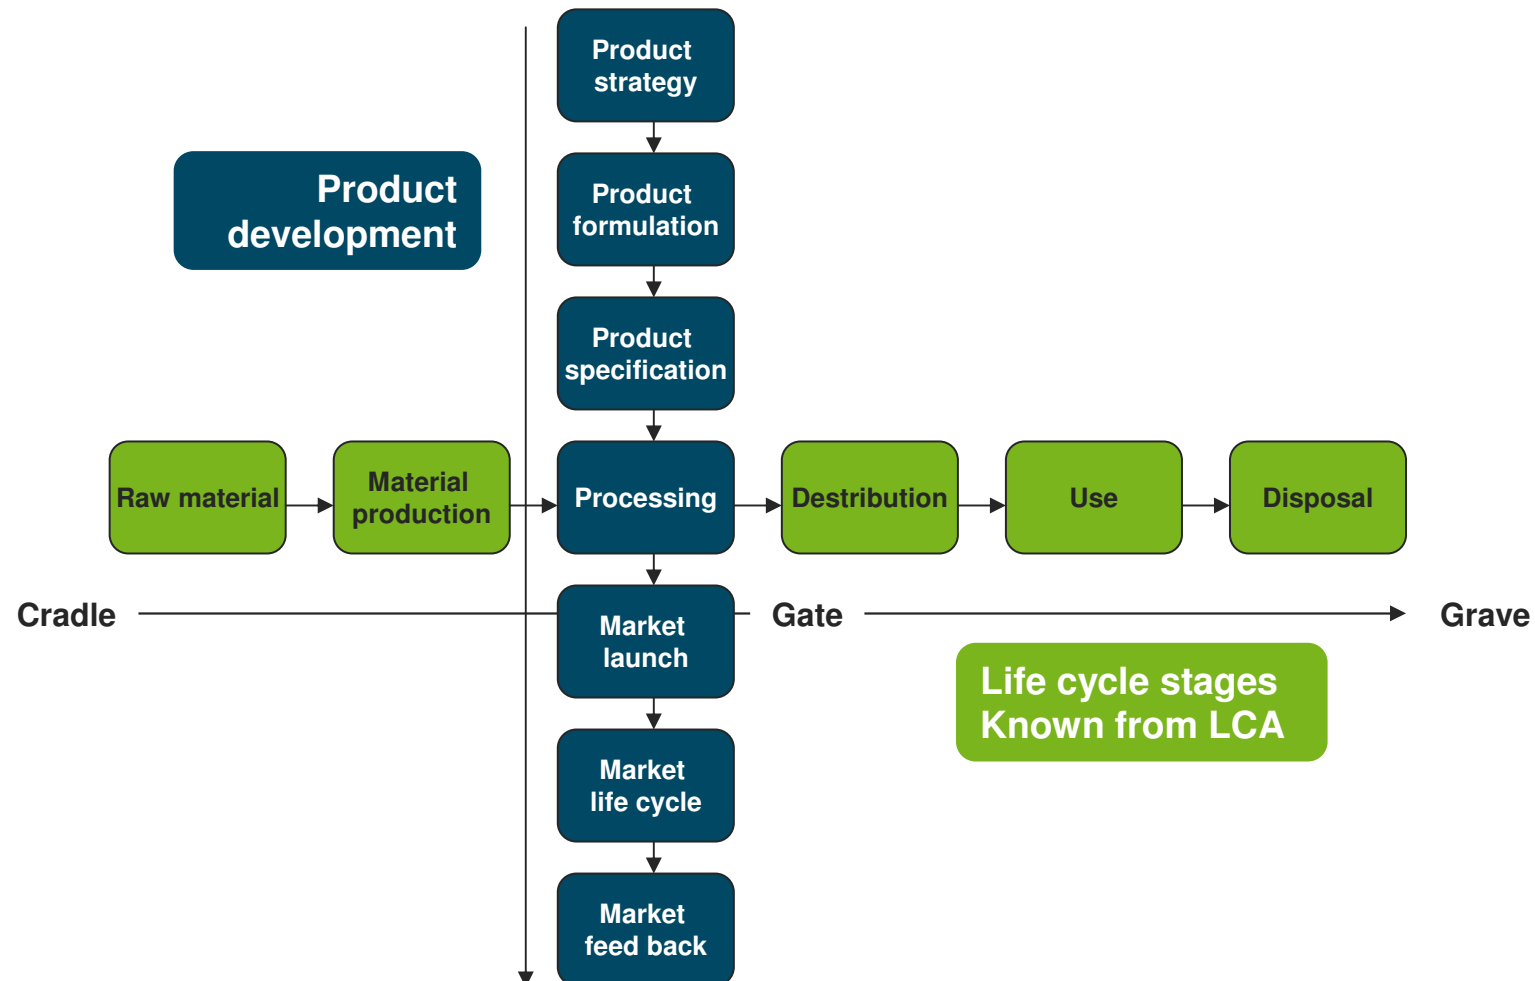 Product
strategy
Product
development
Product
formulation
Product
specification
Raw material
Material
production
Processing
Destribution
Use
Disposal
Cradle
Gate
Grave
Market
launch
Life cycle stages
Known from LCA
Market
life cycle
Market
feed back